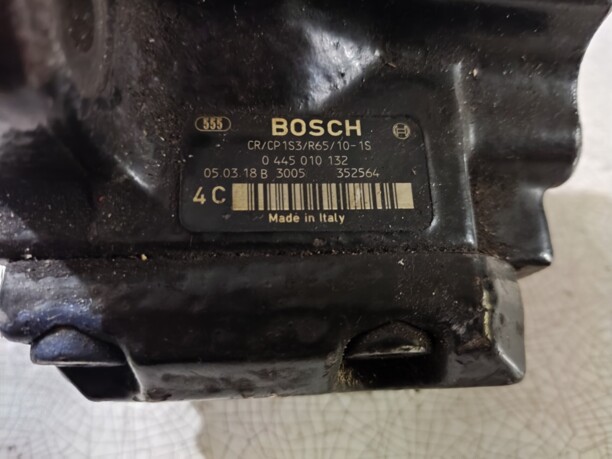 555 BOSCH
CR/CP1S3/R65/10-1S
0 445 010 132
05.03.18 B 3005 352564
4C
Made in Italy